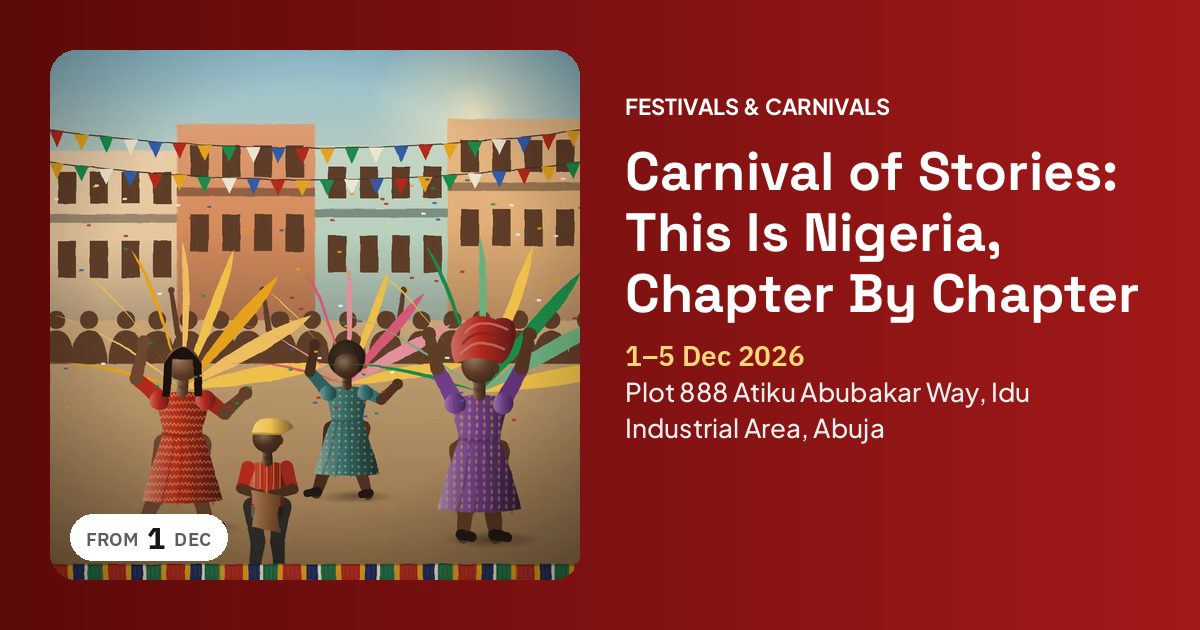 FESTIVALS & CARNIVALS
Carnival of Stories:
This Is Nigeria,
Chapter By Chapter
1–5 Dec 2026
Plot 888 Atiku Abubakar Way, Idu
Industrial Area, Abuja
FROM 1 DEC